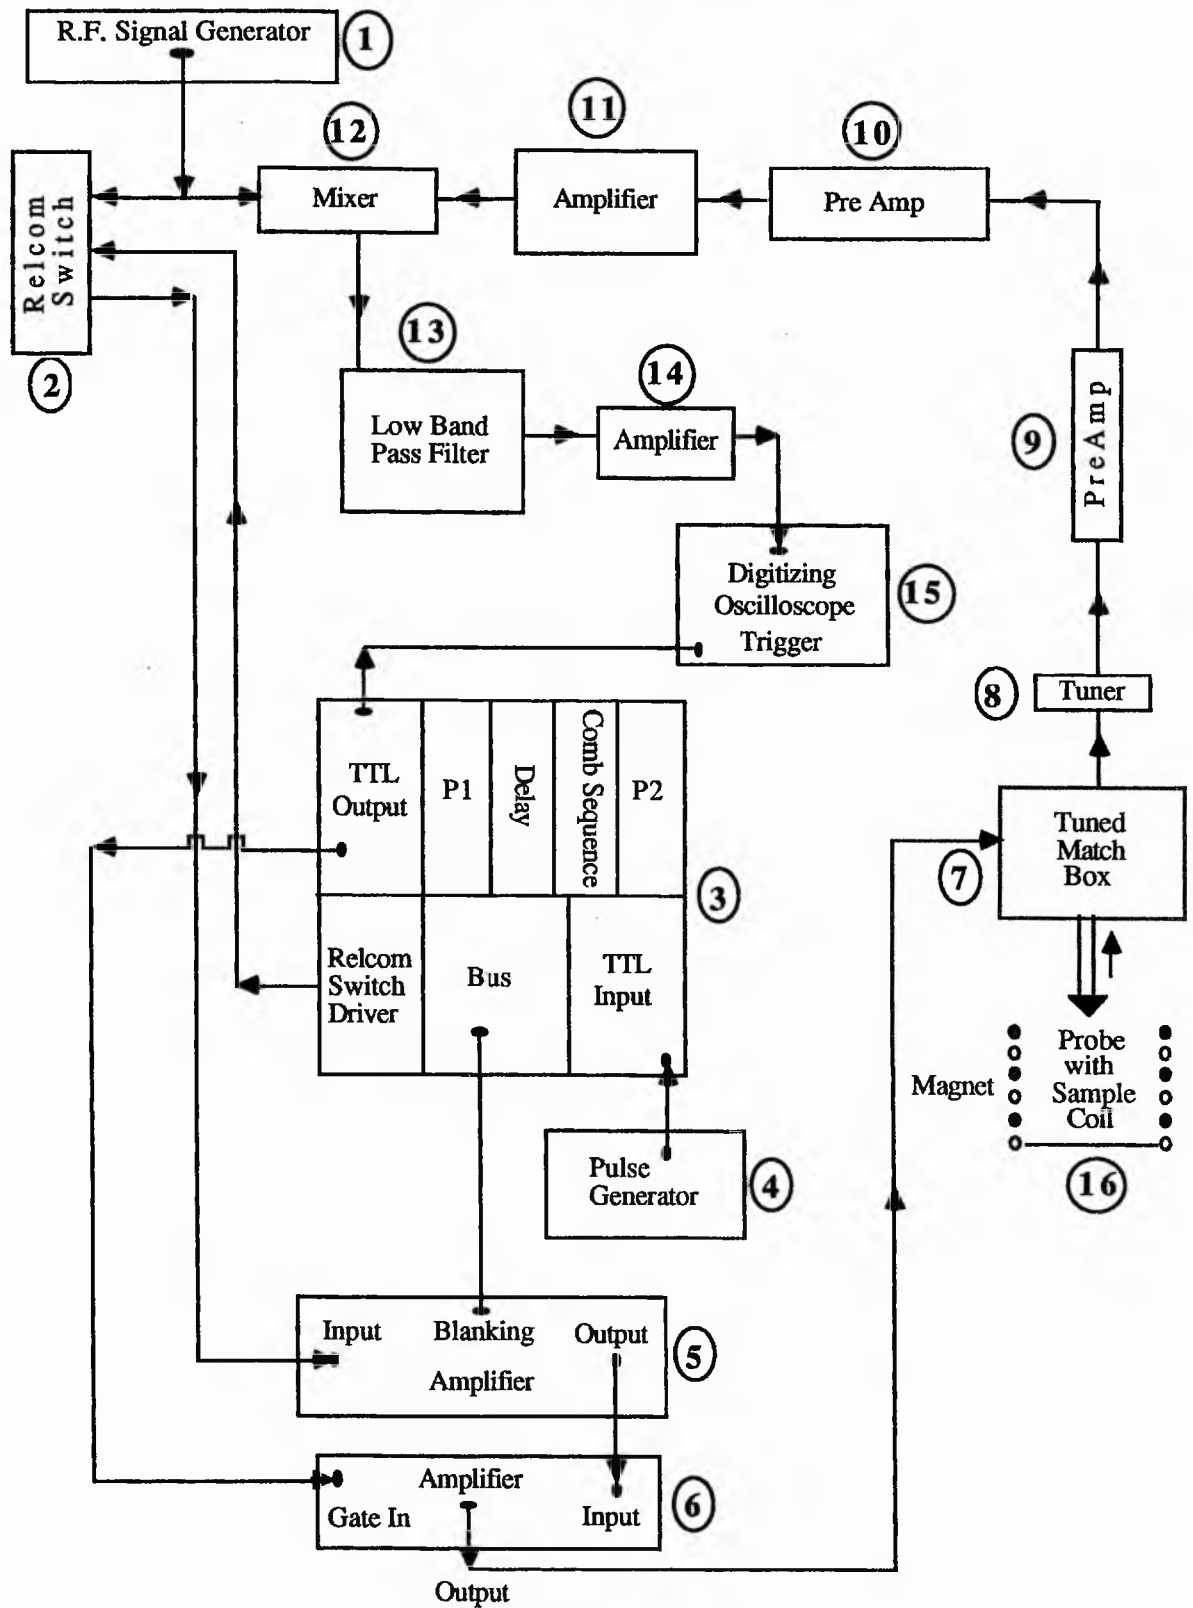 R.F. Signal Generator
1
11
12
10
Relcom
Switch
Mixer
Amplifier
Pre Amp
13
2
14
Low Band
Pass Filter
Amplifier
9
PreAmp
Digitizing
Oscilloscope
Trigger
15
8
Tuner
TTL
Output
P1
Delay
Comb Sequence
P2
3
7
Tuned
Match
Box
Relcom
Switch
Driver
Bus
TTL
Input
Magnet
Probe
with
Sample
Coil
16
Pulse
Generator
4
Input
Blanking
Output
Amplifier
5
Amplifier
Gate In
Input
6
Output